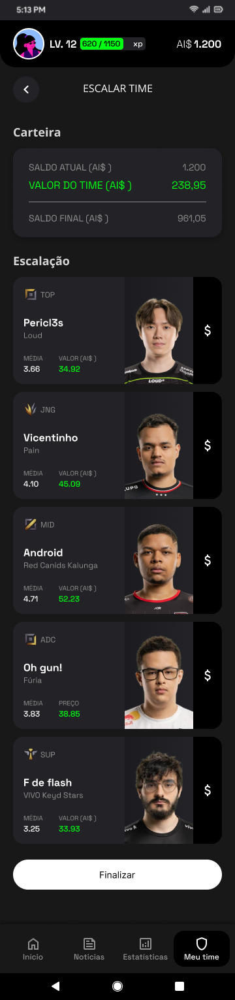 5:13 PM
LV. 12 620 / 1150 xp AI$ 1.200
ESCALAR TIME
Carteira
SALDO ATUAL (AI$ ) 1.200
VALOR DO TIME (AI$ ) 238,95
SALDO FINAL (AI$ ) 961,05
Escalação
TOP
Pericl3s
Loud
MÉDIA VALOR (AI$ )
3.66 34.92
LOUD
$
JNG
Vicentinho
Pain
MÉDIA VALOR (AI$ )
4.10 45.09
$
MID
Android
Red Canids Kalunga
MÉDIA VALOR (AI$ )
4.71 52.23
$
ADC
Oh gun!
Fúria
MÉDIA PREÇO
3.83 38.85
$
SUP
F de flash
VIVO Keyd Stars
MÉDIA VALOR (AI$ )
3.25 33.93
vivo
$
Finalizar
Início Noticias Estatísticas Meu time